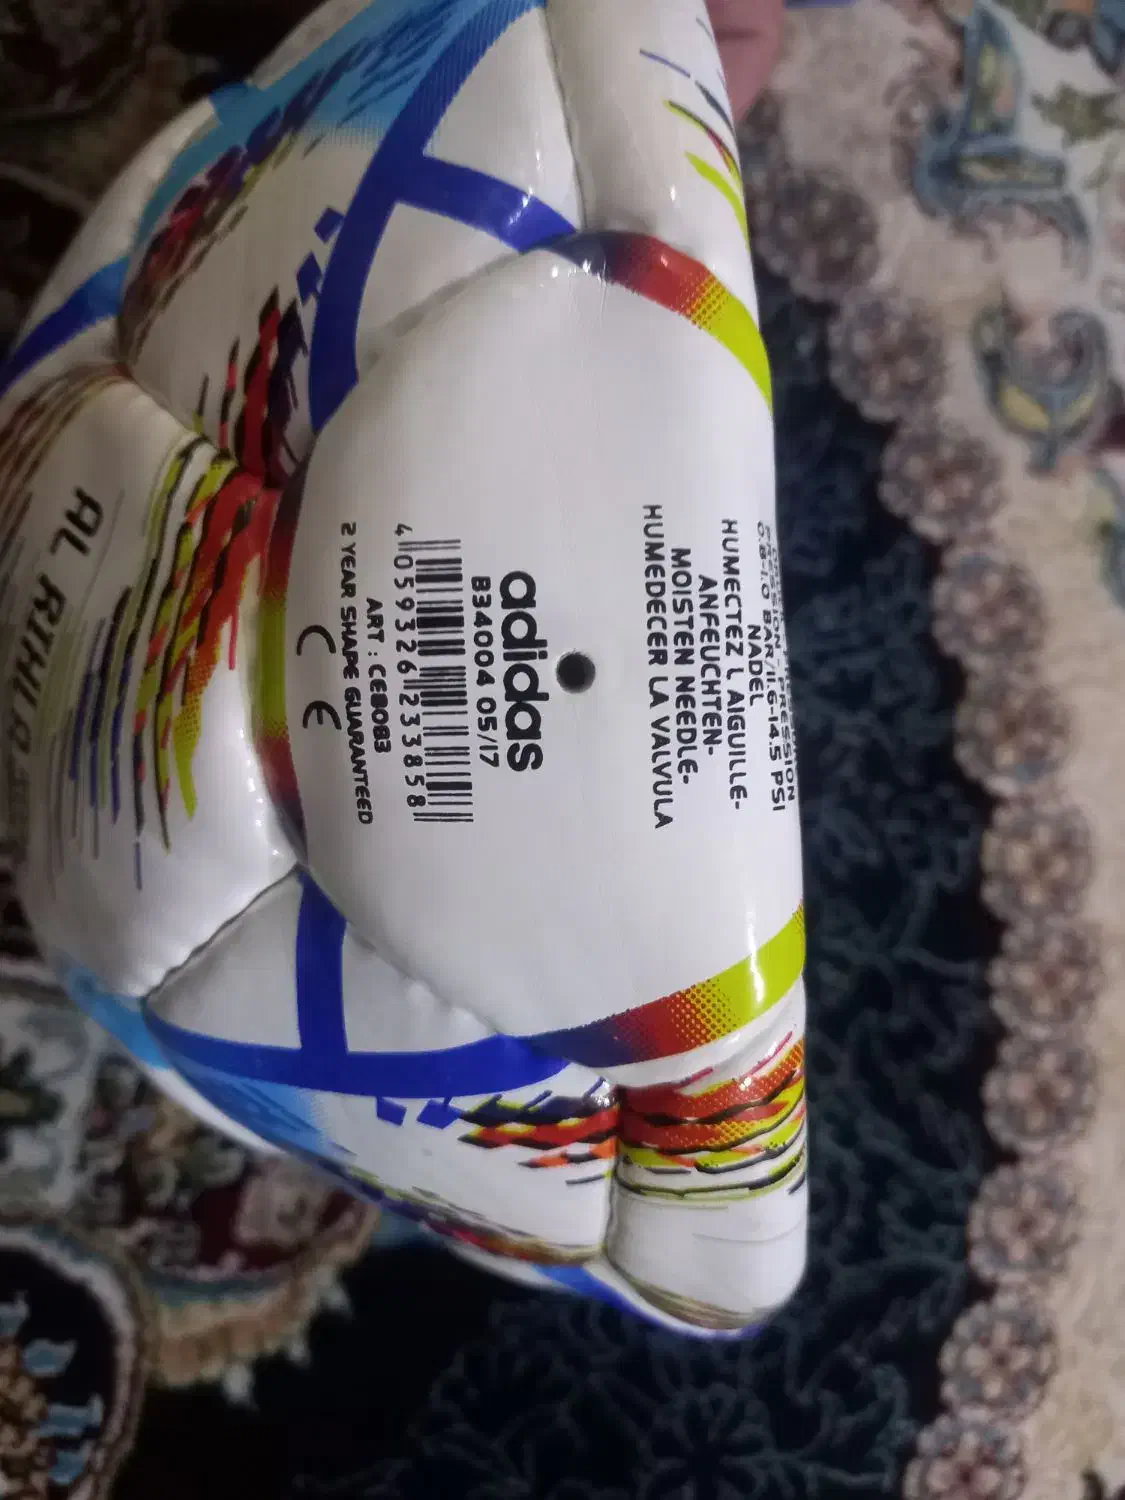 PRESSION
0.8-1.0 BAR/11.6-14.5 PSI
NADEL
HUMECTEZ L AIGUILLE-
ANFEUCHTEN-
MOISTEN NEEDLE-
HUMEDECER LA VALVULA
adidas
B34004 05/17
4 059326 233858
ART : CE8083
2 YEAR SHAPE GUARANTEED
CE
AL RIHLA